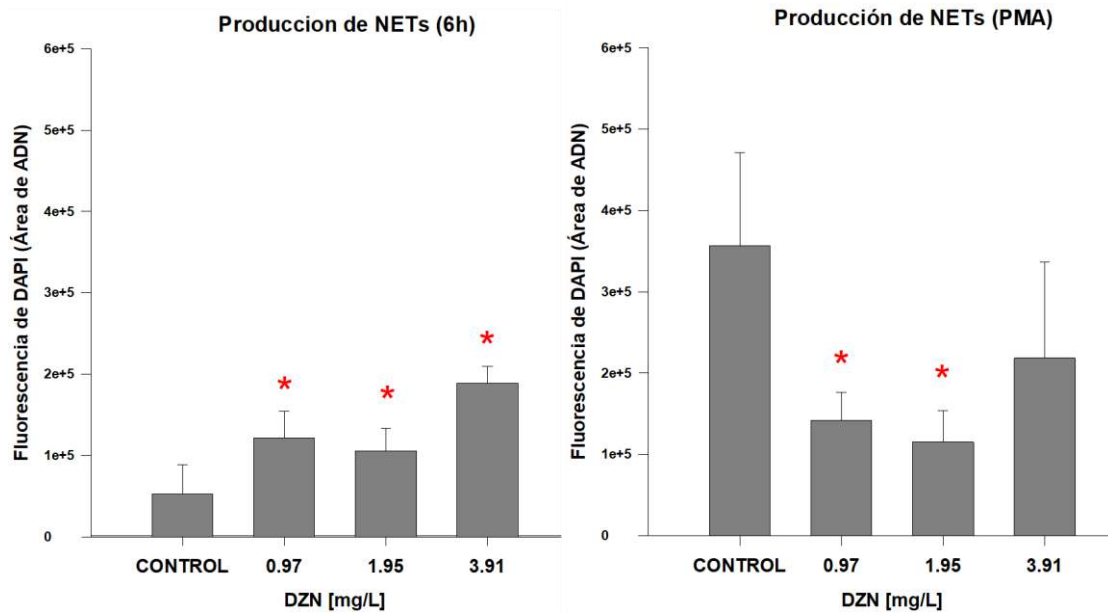 Produccion de NETs (6h)
Fluorescencia de DAPI (Área de ADN)
6e+5
5e+5
4e+5
3e+5
2e+5
1e+5
0
*
*
*
CONTROL 0.97 1.95 3.91
DZN [mg/L]
Producción de NETs (PMA)
Fluorescencia de DAPI (Área de ADN)
6e+5
5e+5
4e+5
3e+5
2e+5
1e+5
0
*
*
CONTROL 0.97 1.95 3.91
DZN [mg/L]